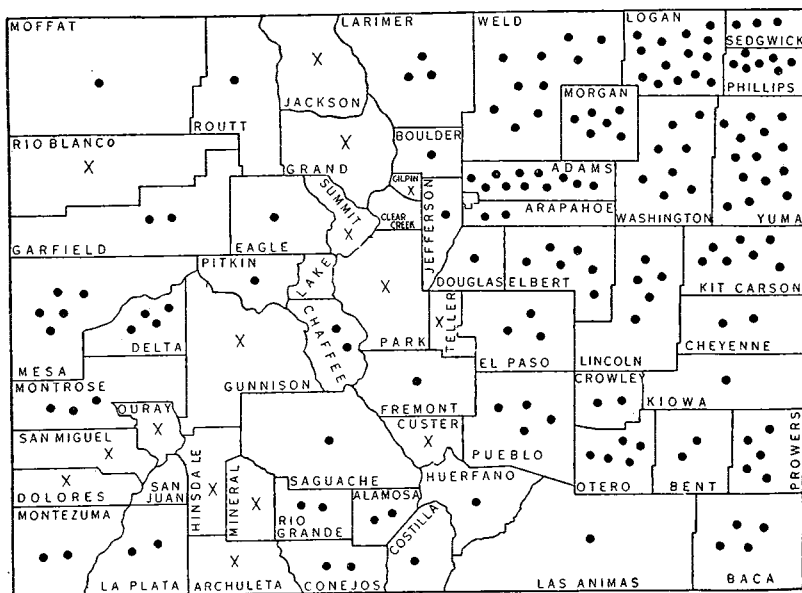 MOFFAT
LARIMER
WELD
LOGAN
SEDGWICK
X
JACKSON
PHILLIPS
MORGAN
ROUTT
RIO BLANCO
X
BOULDER
X
GRAND
ADAMS
GILPIN
X
SUMMIT
X
CLEAR CREEK
JEFFERSON
ARAPAHOE
WASHINGTON
YUMA
GARFIELD
EAGLE
PITKIN
LAKE
DOUGLAS
ELBERT
KIT CARSON
X
DELTA
X
CHAFFEE
PARK
X
TELLER
CHEYENNE
MESA
GUNNISON
EL PASO
LINCOLN
MONTROSE
CROWLEY
KIOWA
OURAY
X
FREMONT
CUSTER
X
SAN MIGUEL
X
PUEBLO
PROWERS
HINSDALE
X
MINERAL
X
SAGUACHE
HUERFANO
OTERO
BENT
X
DOLORES
SAN JUAN
ALAMOSA
MONTEZUMA
RIO GRANDE
COSTILLA
LA PLATA
X
ARCHULETA
CONEJOS
LAS ANIMAS
BACA